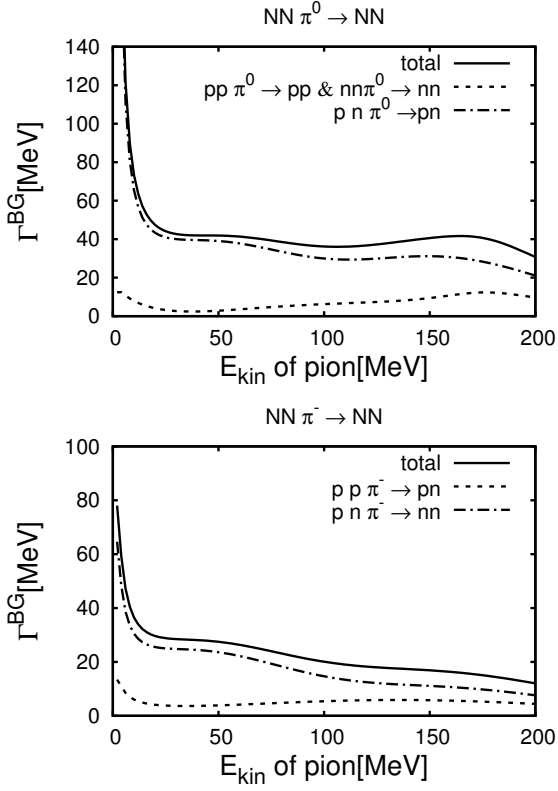 NN π⁰ → NN
140
120
100
80
60
40
20
0
Γ^BG[MeV]
total
pp π⁰ → pp & nnπ⁰ → nn
p n π⁰ → pn
0 50 100 150 200
E_kin of pion[MeV]
NN π⁻ → NN
100
80
60
40
20
0
Γ^BG[MeV]
total
p p π⁻ → pn
p n π⁻ → nn
0 50 100 150 200
E_kin of pion[MeV]